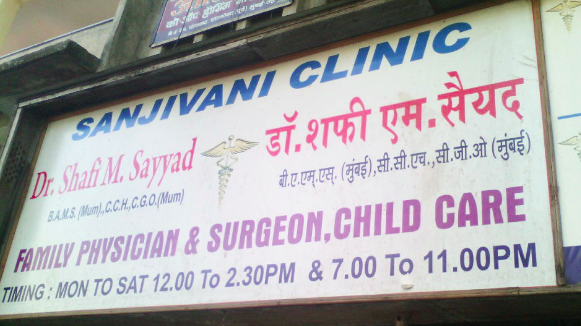 को ऑप हौसिंग
SANJIVANI CLINIC
Dr. Shafi M. Sayyad
B.A.M.S. (Mum)., C.C.H., C.G.O. (Mum)
डॉ. शफी एम. सैयद
बी.ए.एम्.एस्. (मुंबई), सी.सी.एच., सी.जी.ओ (मुंबई)
FAMILY PHYSICIAN & SURGEON, CHILD CARE
TIMING : MON TO SAT 12.00 To 2.30PM & 7.00 To 11.00PM